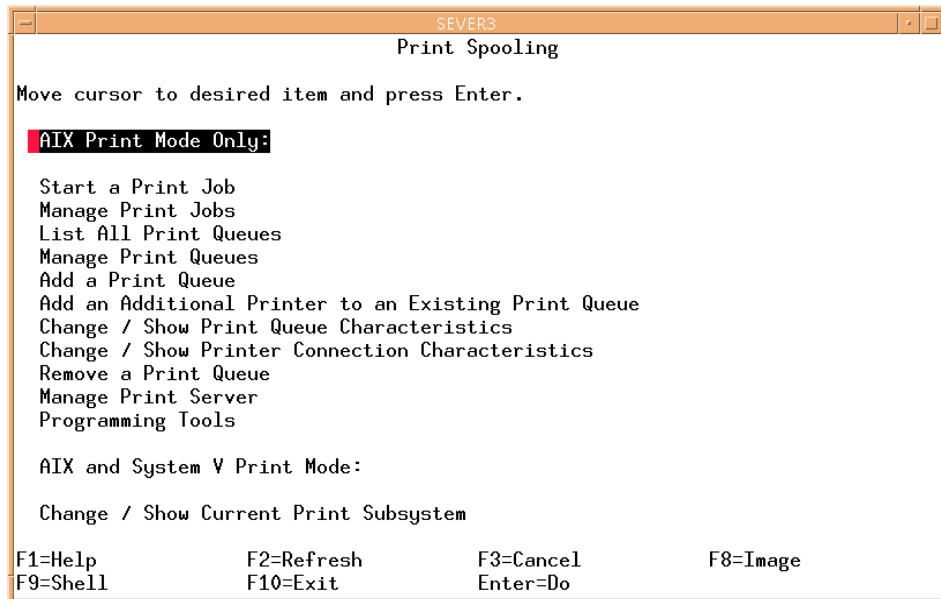 SEVER3
Print Spooling
Move cursor to desired item and press Enter.
AIX Print Mode Only:
Start a Print Job
Manage Print Jobs
List All Print Queues
Manage Print Queues
Add a Print Queue
Add an Additional Printer to an Existing Print Queue
Change / Show Print Queue Characteristics
Change / Show Printer Connection Characteristics
Remove a Print Queue
Manage Print Server
Programming Tools
AIX and System V Print Mode:
Change / Show Current Print Subsystem
F1=Help F2=Refresh F3=Cancel F8=Image
F9=Shell F10=Exit Enter=Do